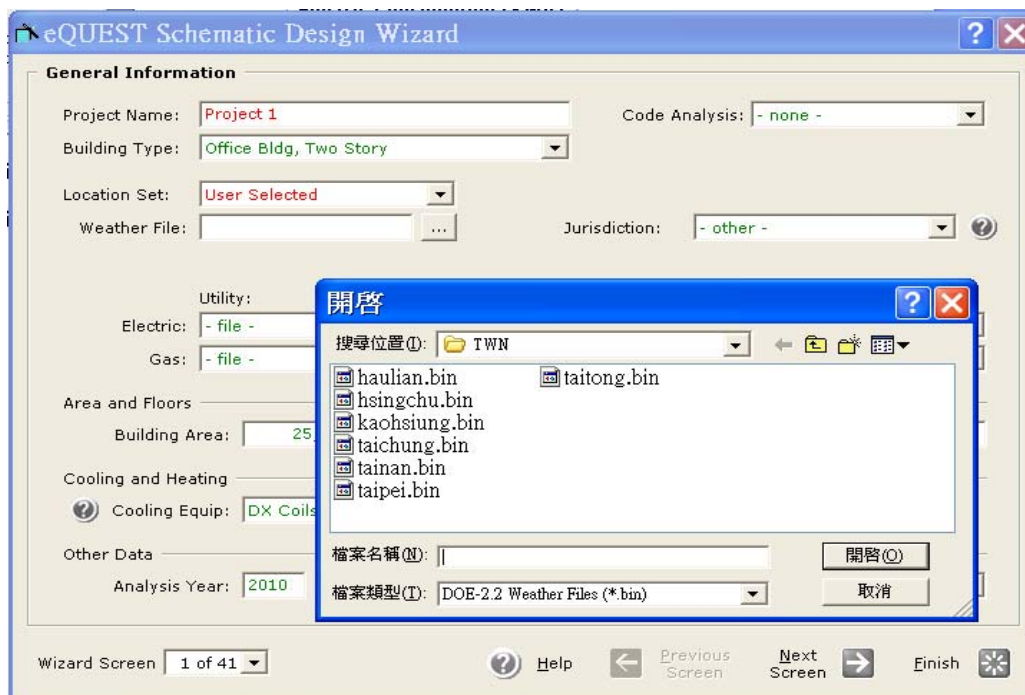 eQUEST Schematic Design Wizard
General Information
Project Name: Project 1
Code Analysis: - none -
Building Type: Office Bldg, Two Story
Location Set: User Selected
Weather File: ...
Jurisdiction: - other -
Utility:
Electric: - file -
Gas: - file -
Area and Floors
Building Area: 25,
Cooling and Heating
Cooling Equip: DX Coils
Other Data
Analysis Year: 2010
開啓
搜尋位置(I): TWN
haulian.bin
hsingchu.bin
kaohsiung.bin
taichung.bin
tainan.bin
taipei.bin
taitong.bin
檔案名稱(N):
開啓(O)
檔案類型(T): DOE-2.2 Weather Files (*.bin)
取消
Wizard Screen 1 of 41
Help
Previous Screen
Next Screen
Finish